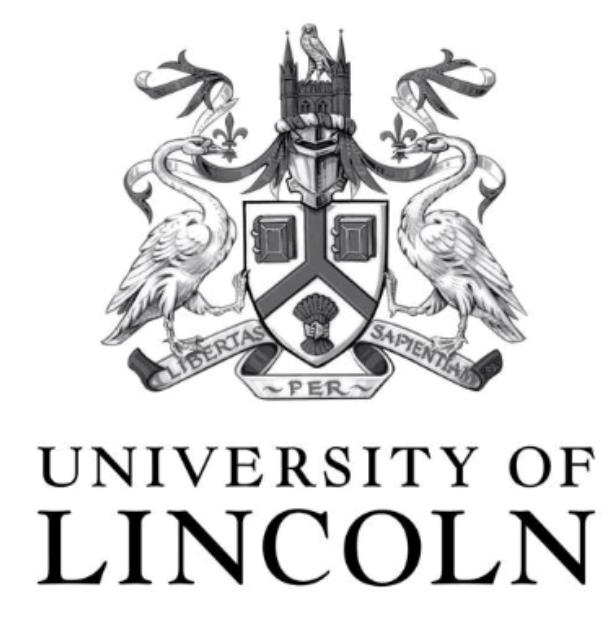 LIBERTAS
PER
SAPIENTIAM
UNIVERSITY OF
LINCOLN